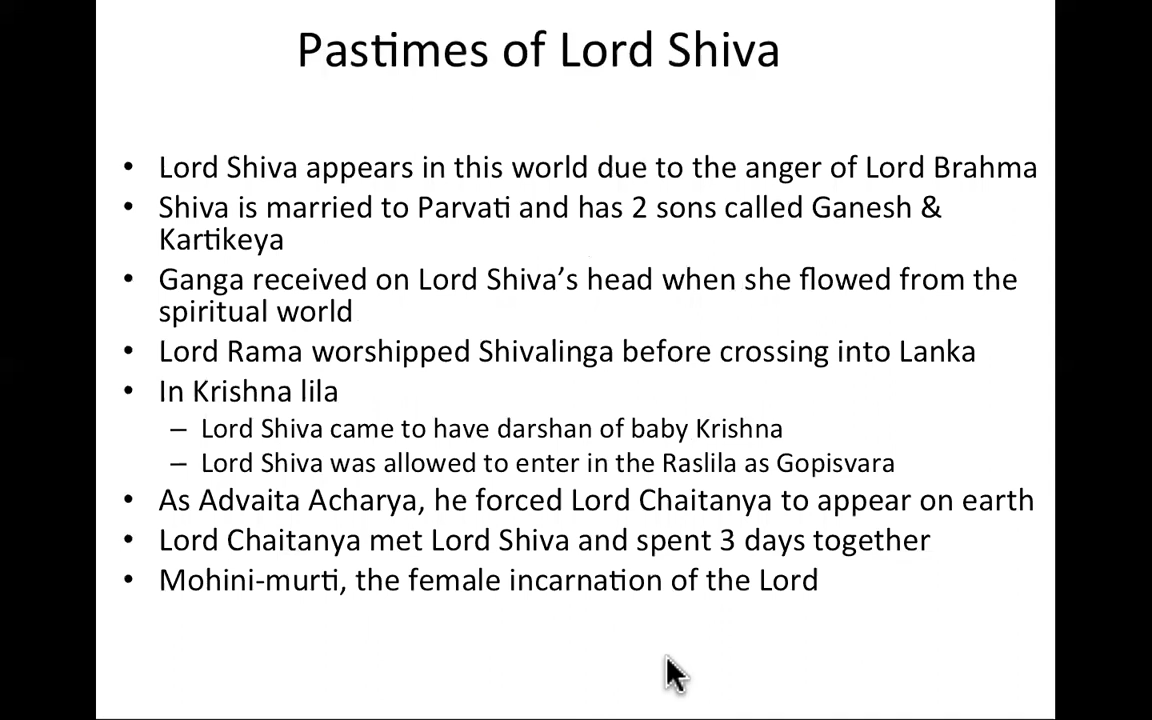 Pastimes of Lord Shiva
• Lord Shiva appears in this world due to the anger of Lord Brahma
• Shiva is married to Parvati and has 2 sons called Ganesh &
Kartikeya
• Ganga received on Lord Shiva’s head when she flowed from the
spiritual world
• Lord Rama worshipped Shivalinga before crossing into Lanka
• In Krishna lila
– Lord Shiva came to have darshan of baby Krishna
– Lord Shiva was allowed to enter in the Raslila as Gopisvara
• As Advaita Acharya, he forced Lord Chaitanya to appear on earth
• Lord Chaitanya met Lord Shiva and spent 3 days together
• Mohini-murti, the female incarnation of the Lord